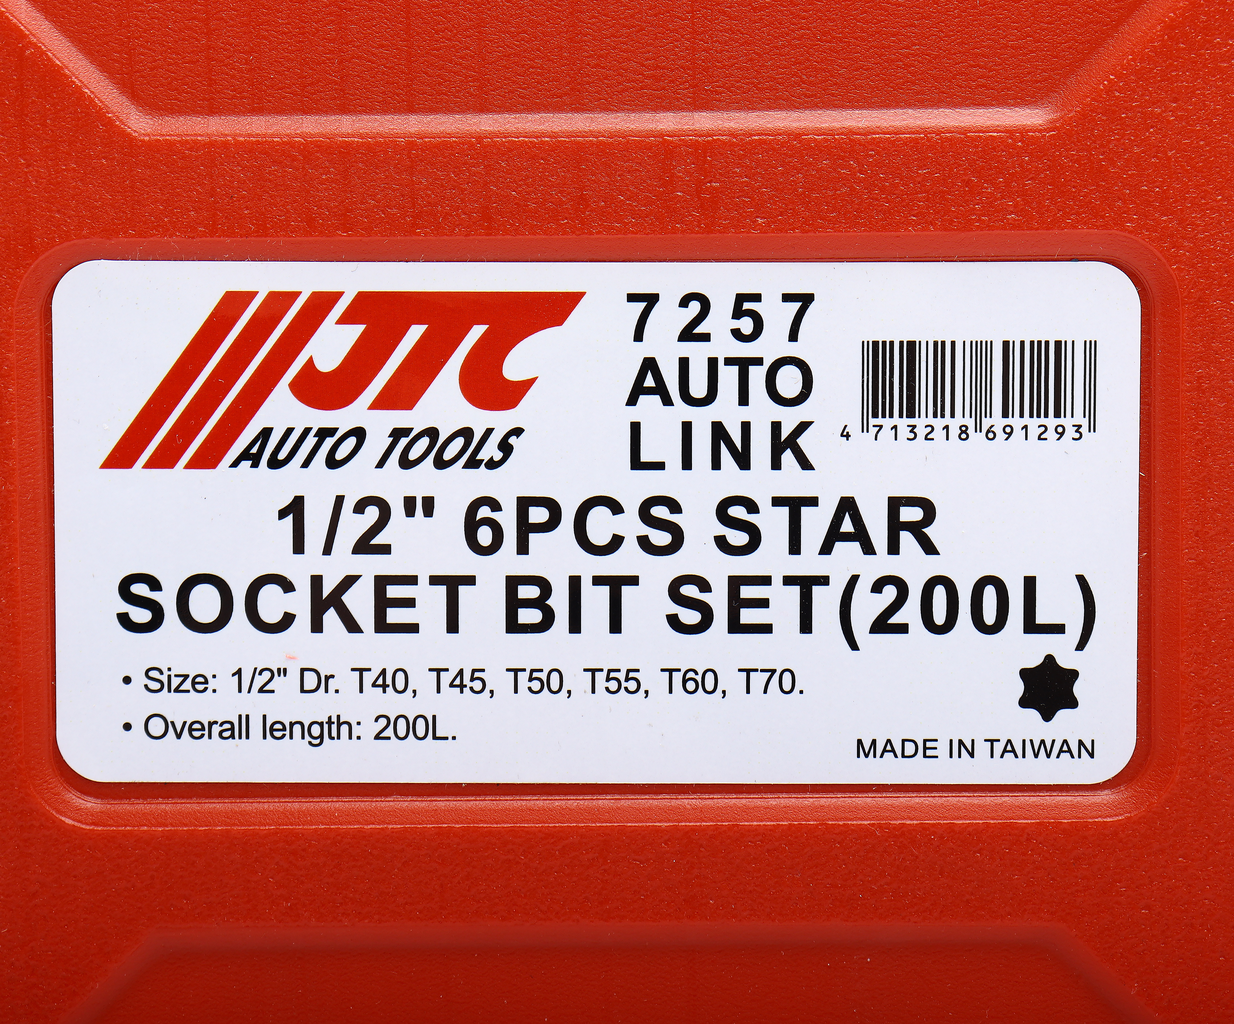 JTC
AUTO TOOLS
7257
AUTO
LINK
4 713218 691293
1/2" 6PCS STAR
SOCKET BIT SET(200L)
• Size: 1/2" Dr. T40, T45, T50, T55, T60, T70.
• Overall length: 200L.
MADE IN TAIWAN